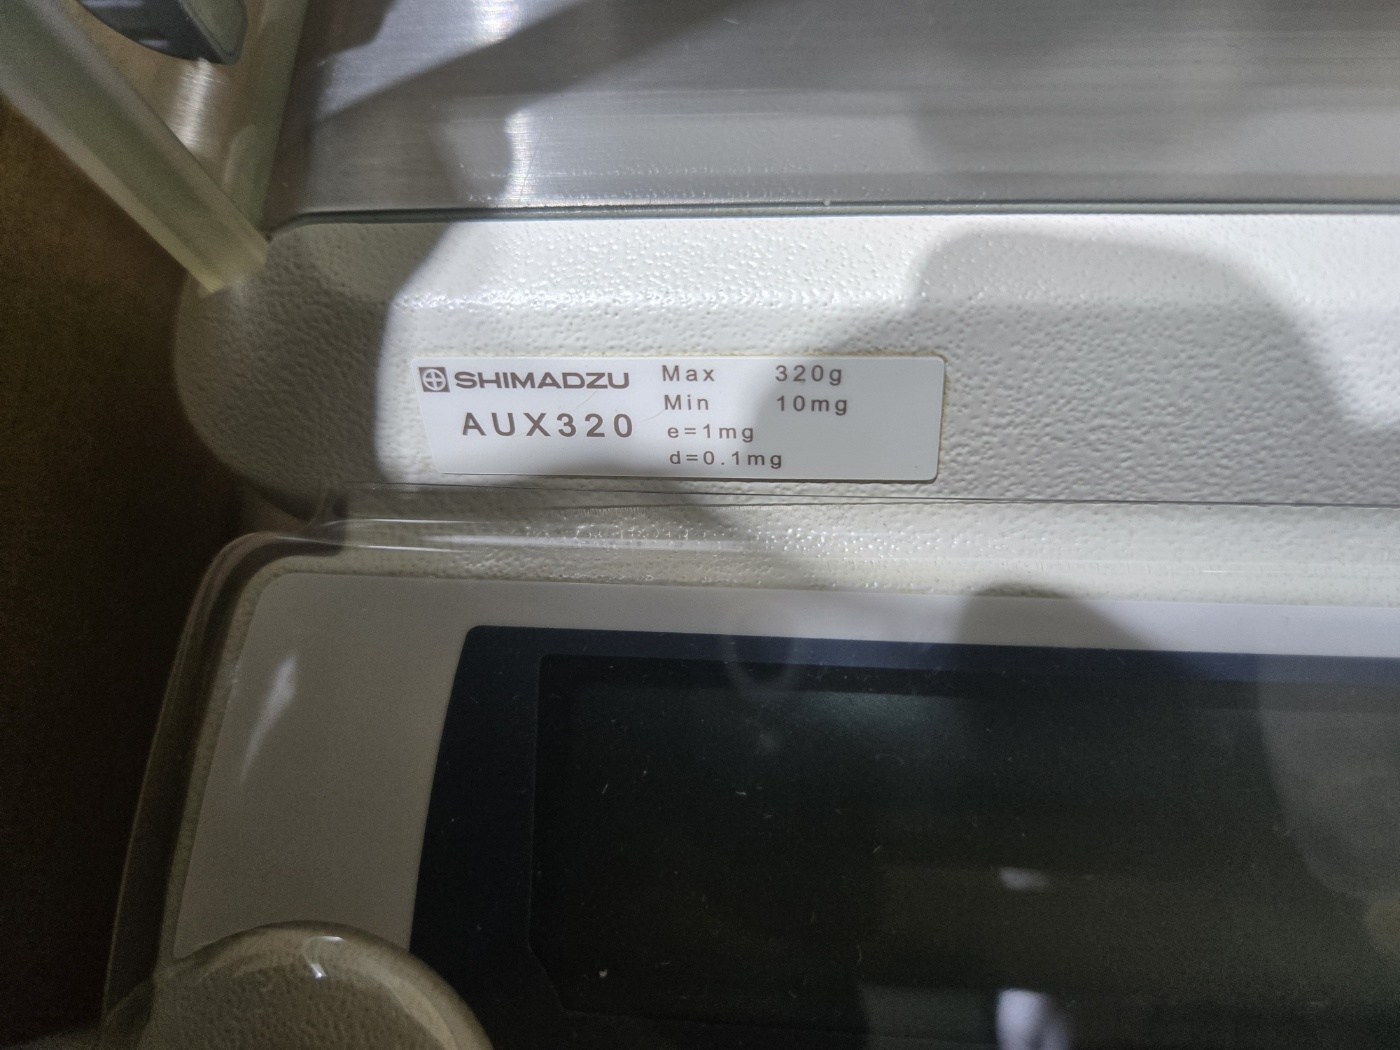 SHIMADZU
AUX320
Max 320g
Min 10mg
e=1mg
d=0.1mg